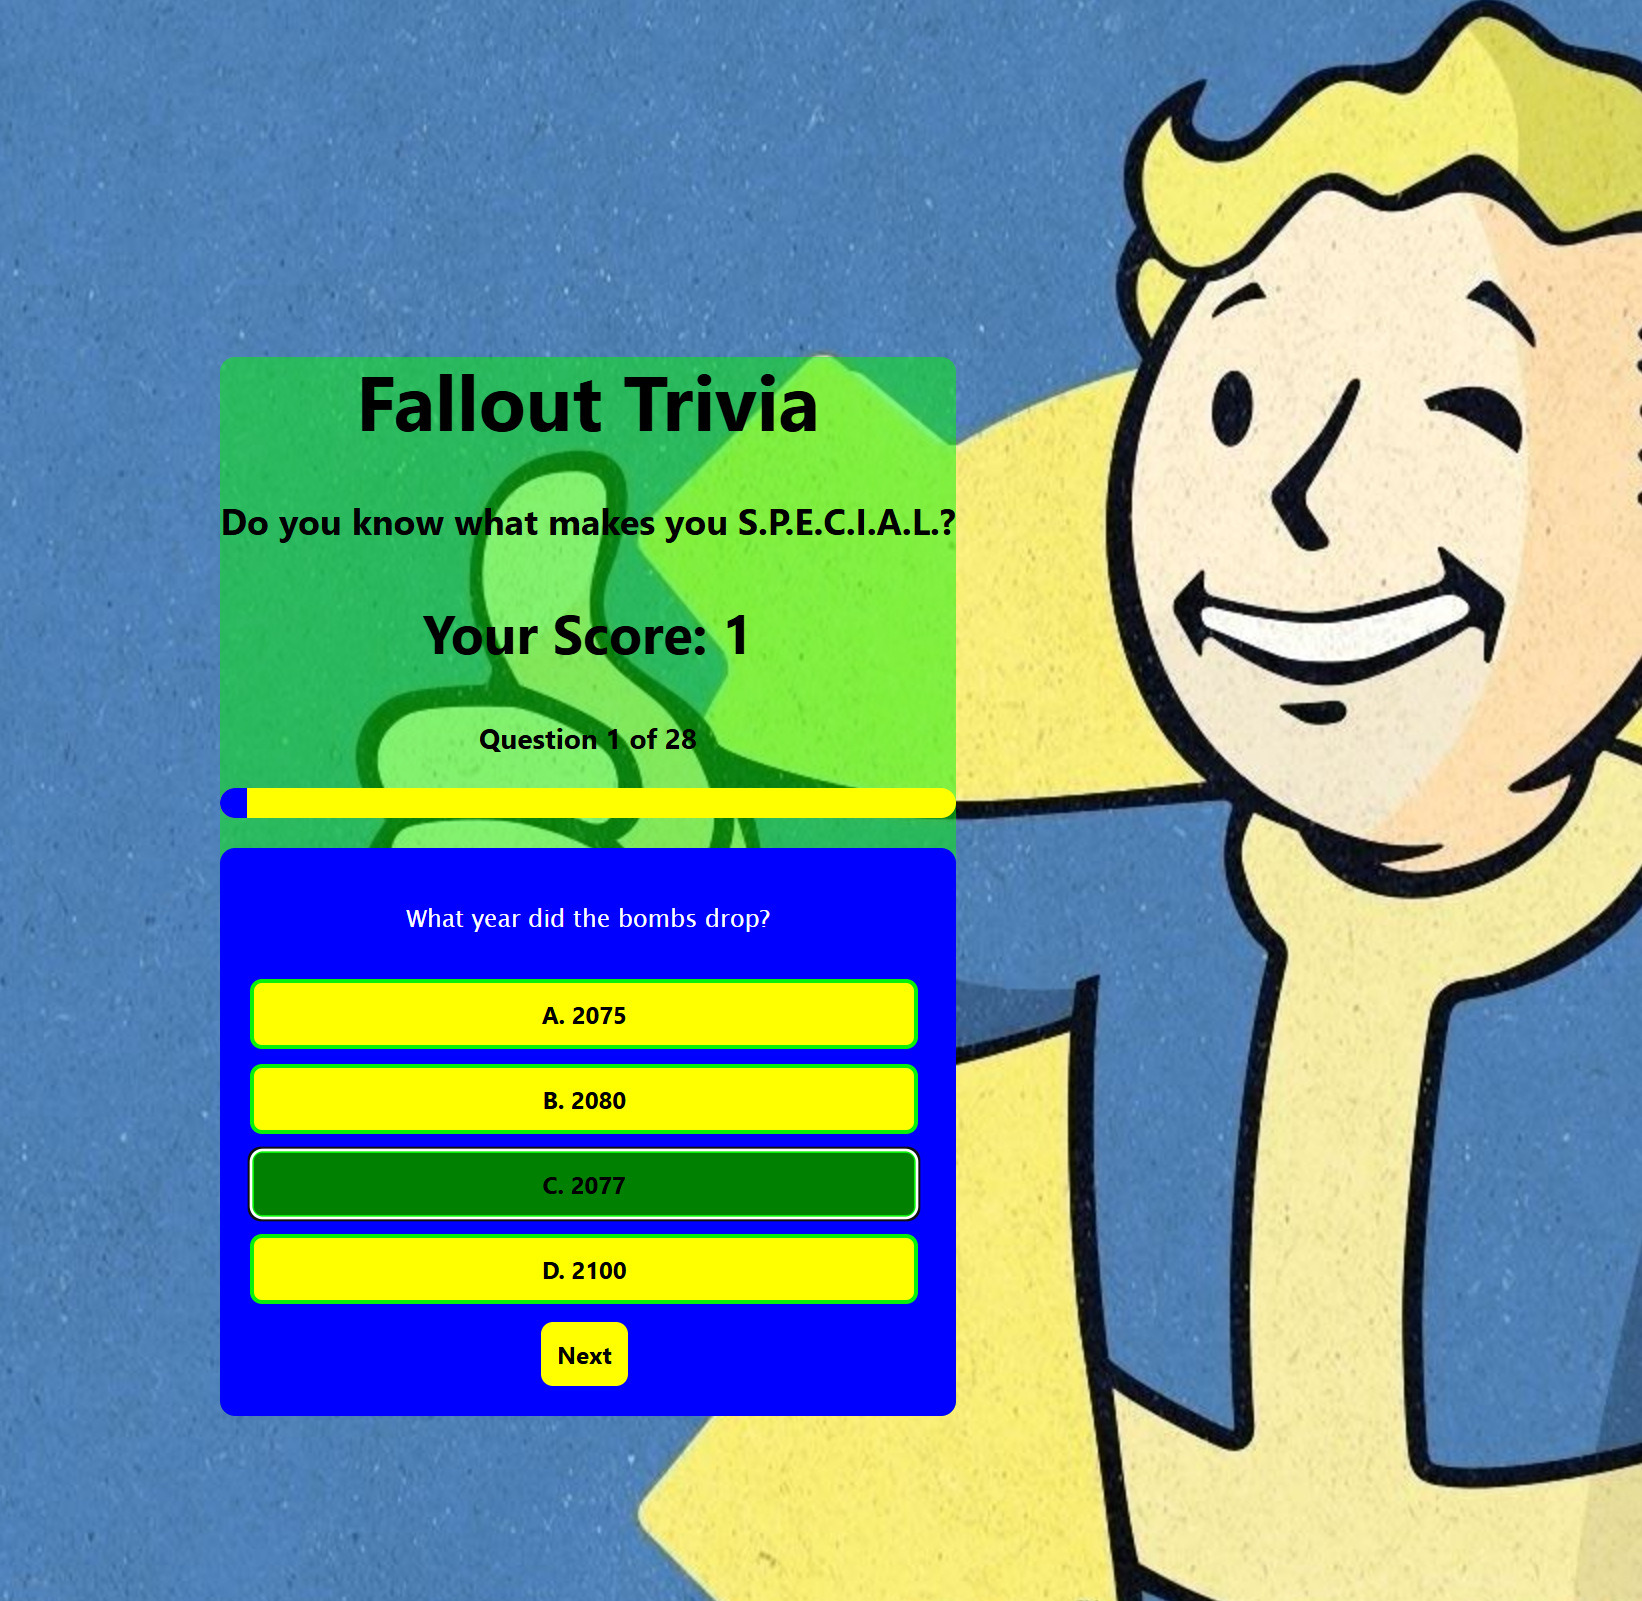 Fallout Trivia
Do you know what makes you S.P.E.C.I.A.L.?
Your Score: 1
Question 1 of 28
What year did the bombs drop?
A. 2075
B. 2080
C. 2077
D. 2100
Next